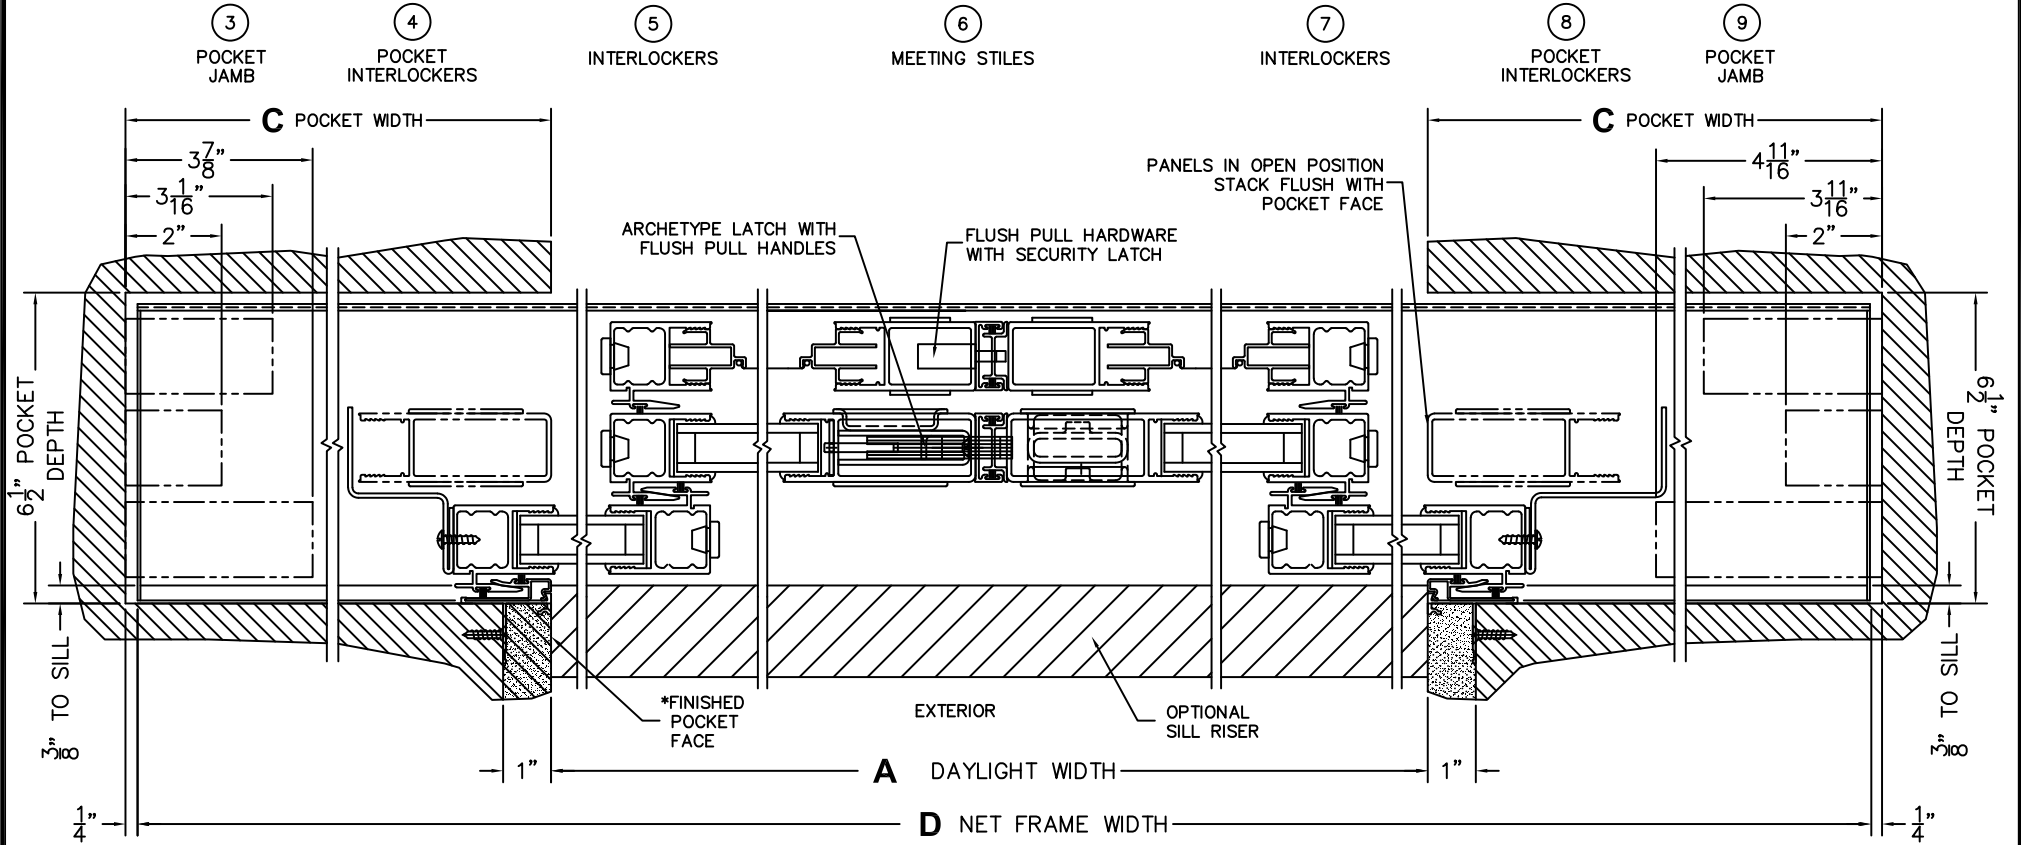 3
4
5
6
7
8
9
POCKET
JAMB
POCKET
INTERLOCKERS
INTERLOCKERS
MEETING STILES
INTERLOCKERS
POCKET
INTERLOCKERS
POCKET
JAMB
C POCKET WIDTH
C POCKET WIDTH
3 7/8"
3 1/16"
2"
4 11/16"
3 11/16"
2"
PANELS IN OPEN POSITION
STACK FLUSH WITH
POCKET FACE
ARCHETYPE LATCH WITH
FLUSH PULL HANDLES
FLUSH PULL HARDWARE
WITH SECURITY LATCH
6 1/2" POCKET
DEPTH
6 1/2" POCKET
DEPTH
3/8" TO SILL
3/8" TO SILL
*FINISHED
POCKET
FACE
EXTERIOR
OPTIONAL
SILL RISER
1"
A DAYLIGHT WIDTH
1"
1/4"
D NET FRAME WIDTH
1/4"